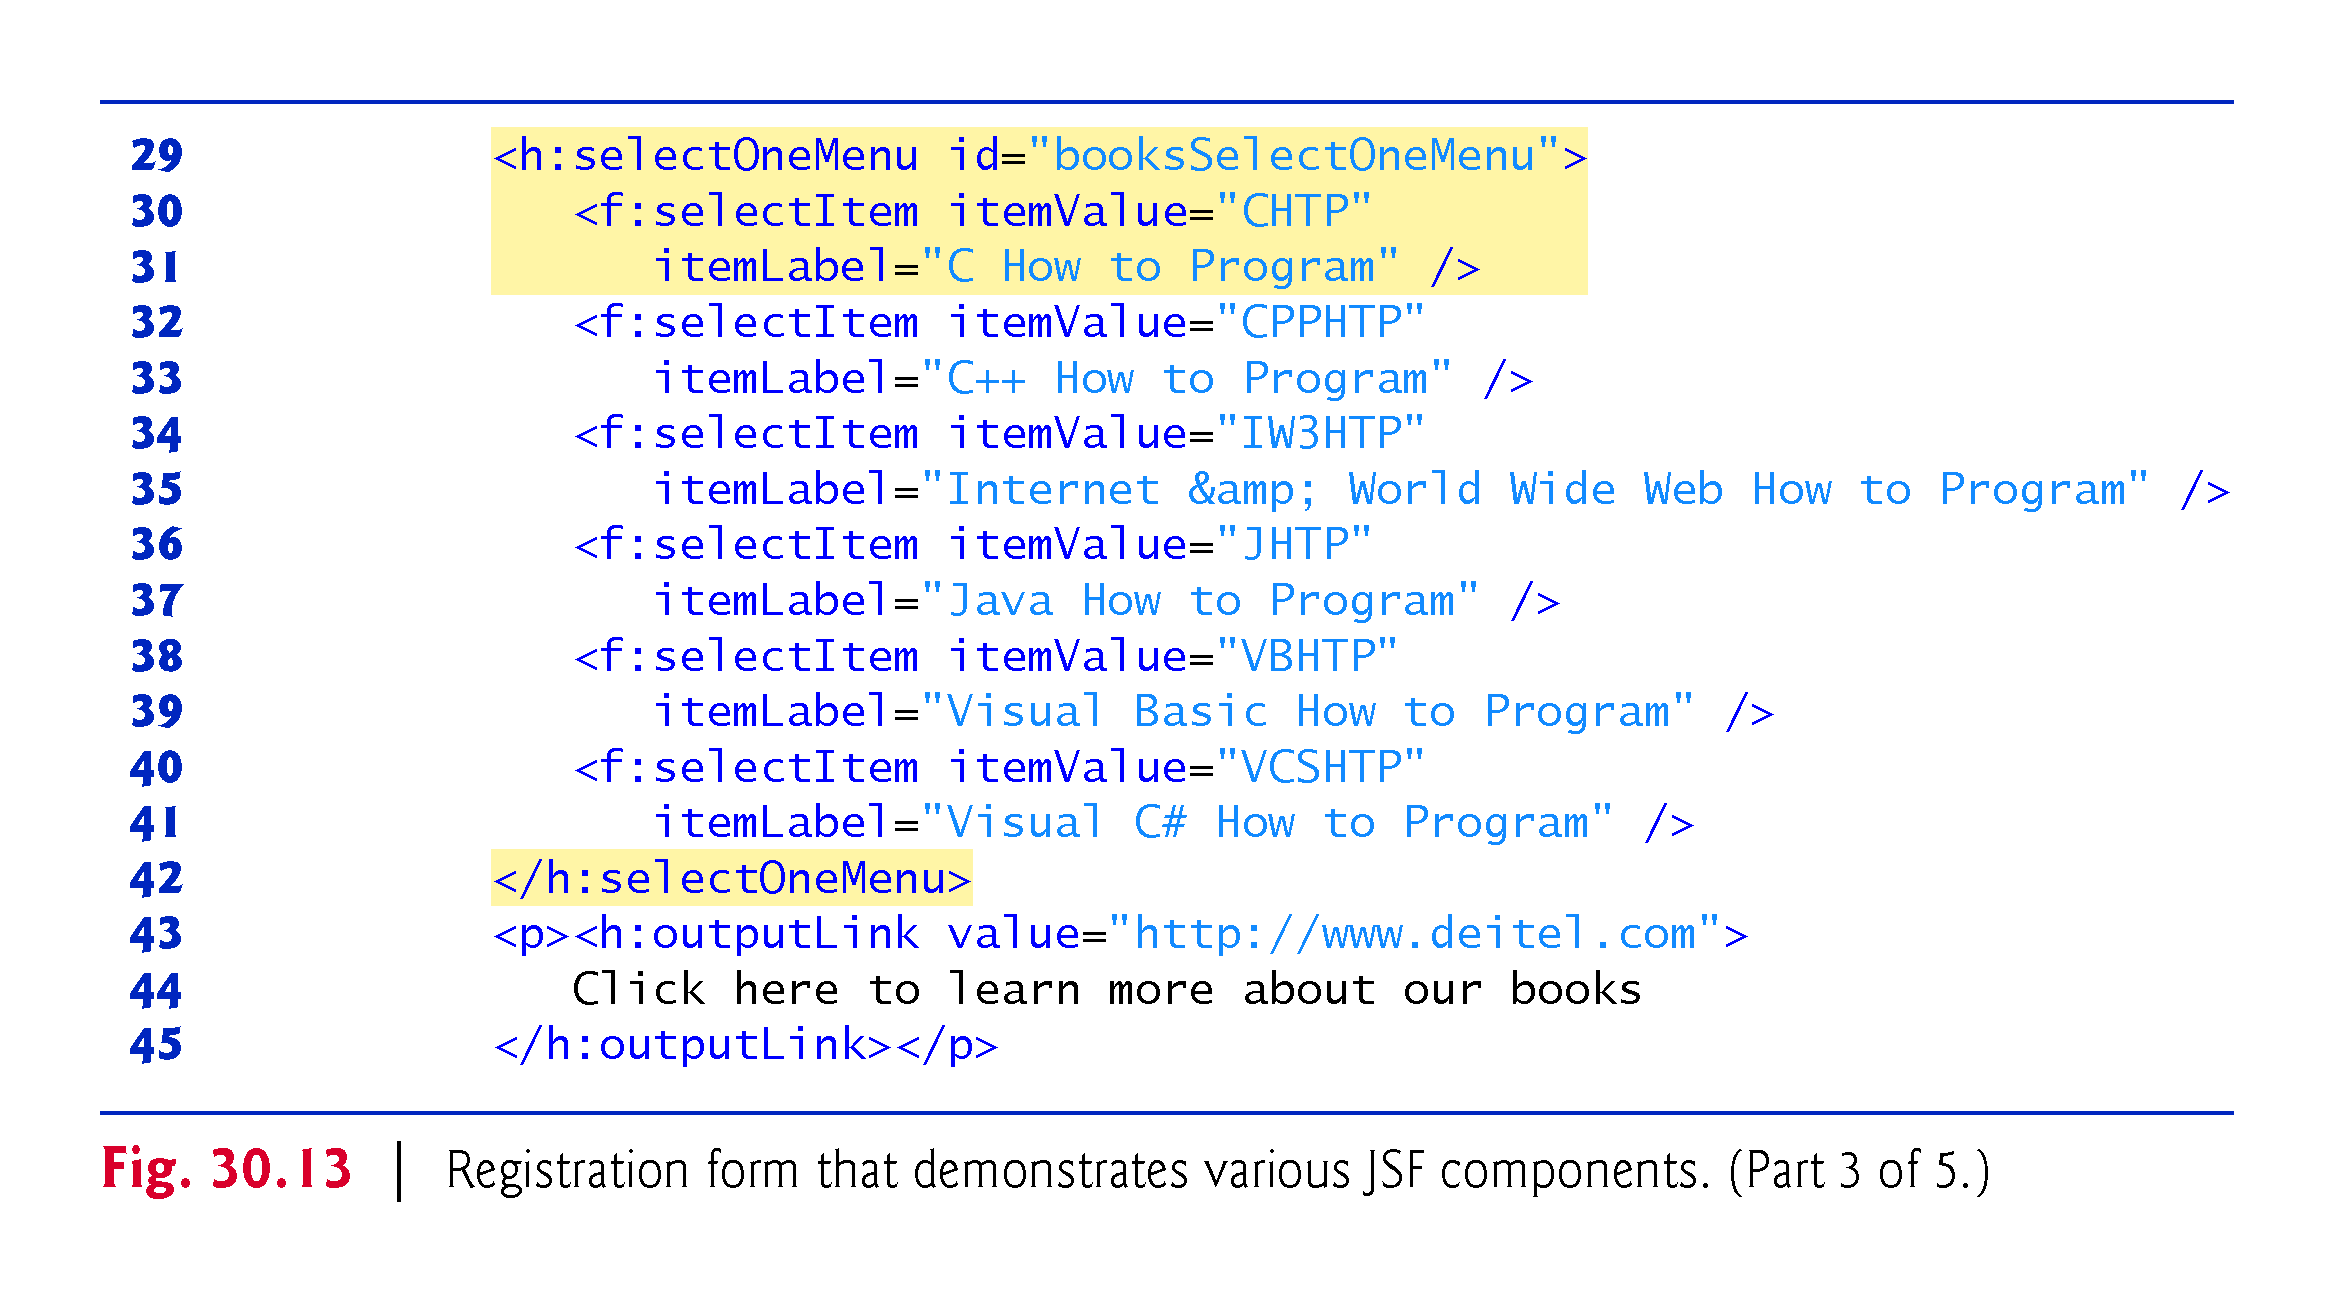 29 <h:selectOneMenu id="booksSelectOneMenu">
30 <f:selectItem itemValue="CHTP"
31 itemLabel="C How to Program" />
32 <f:selectItem itemValue="CPPHTP"
33 itemLabel="C++ How to Program" />
34 <f:selectItem itemValue="IW3HTP"
35 itemLabel="Internet &amp; World Wide Web How to Program" />
36 <f:selectItem itemValue="JHTP"
37 itemLabel="Java How to Program" />
38 <f:selectItem itemValue="VBHTP"
39 itemLabel="Visual Basic How to Program" />
40 <f:selectItem itemValue="VCSHTP"
41 itemLabel="Visual C# How to Program" />
42 </h:selectOneMenu>
43 <p><h:outputLink value="http://www.deitel.com">
44 Click here to learn more about our books
45 </h:outputLink></p>
Fig. 30.13 | Registration form that demonstrates various JSF components. (Part 3 of 5.)